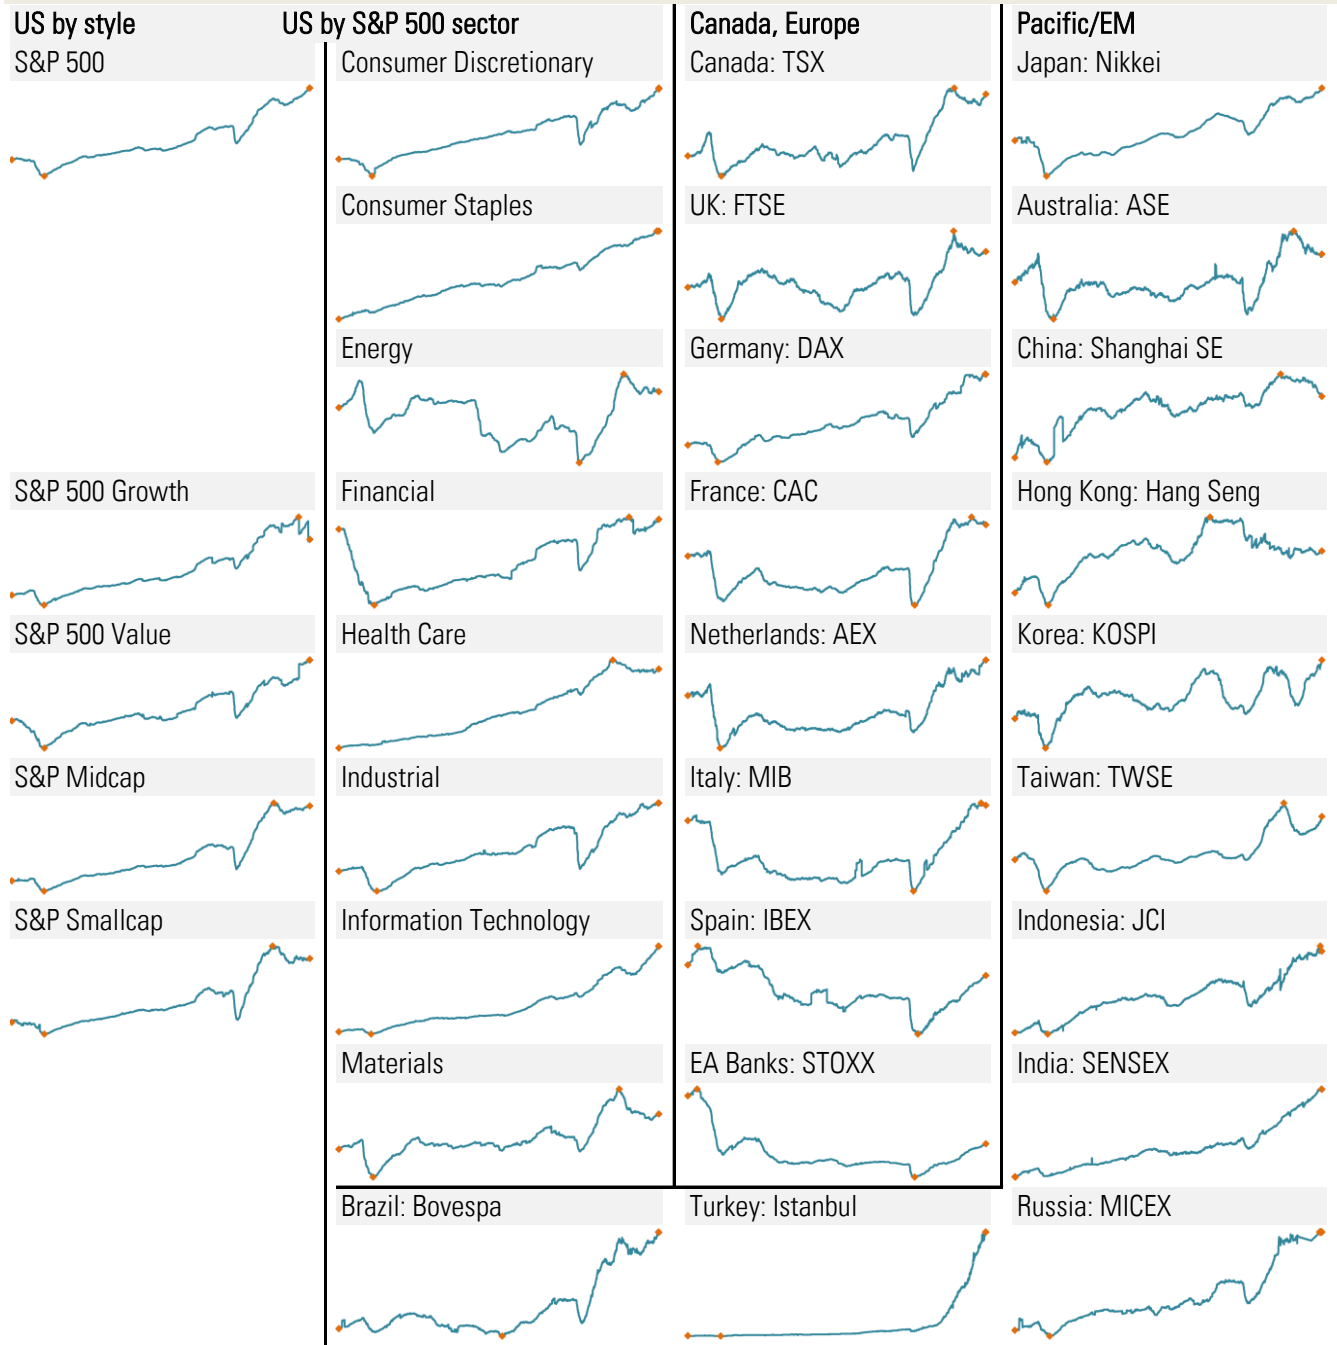 US by style
US by S&P 500 sector
Canada, Europe
Pacific/EM
S&P 500
Consumer Discretionary
Canada: TSX
Japan: Nikkei
Consumer Staples
UK: FTSE
Australia: ASE
Energy
Germany: DAX
China: Shanghai SE
S&P 500 Growth
Financial
France: CAC
Hong Kong: Hang Seng
S&P 500 Value
Health Care
Netherlands: AEX
Korea: KOSPI
S&P Midcap
Industrial
Italy: MIB
Taiwan: TWSE
S&P Smallcap
Information Technology
Spain: IBEX
Indonesia: JCI
Materials
EA Banks: STOXX
India: SENSEX
Brazil: Bovespa
Turkey: Istanbul
Russia: MICEX